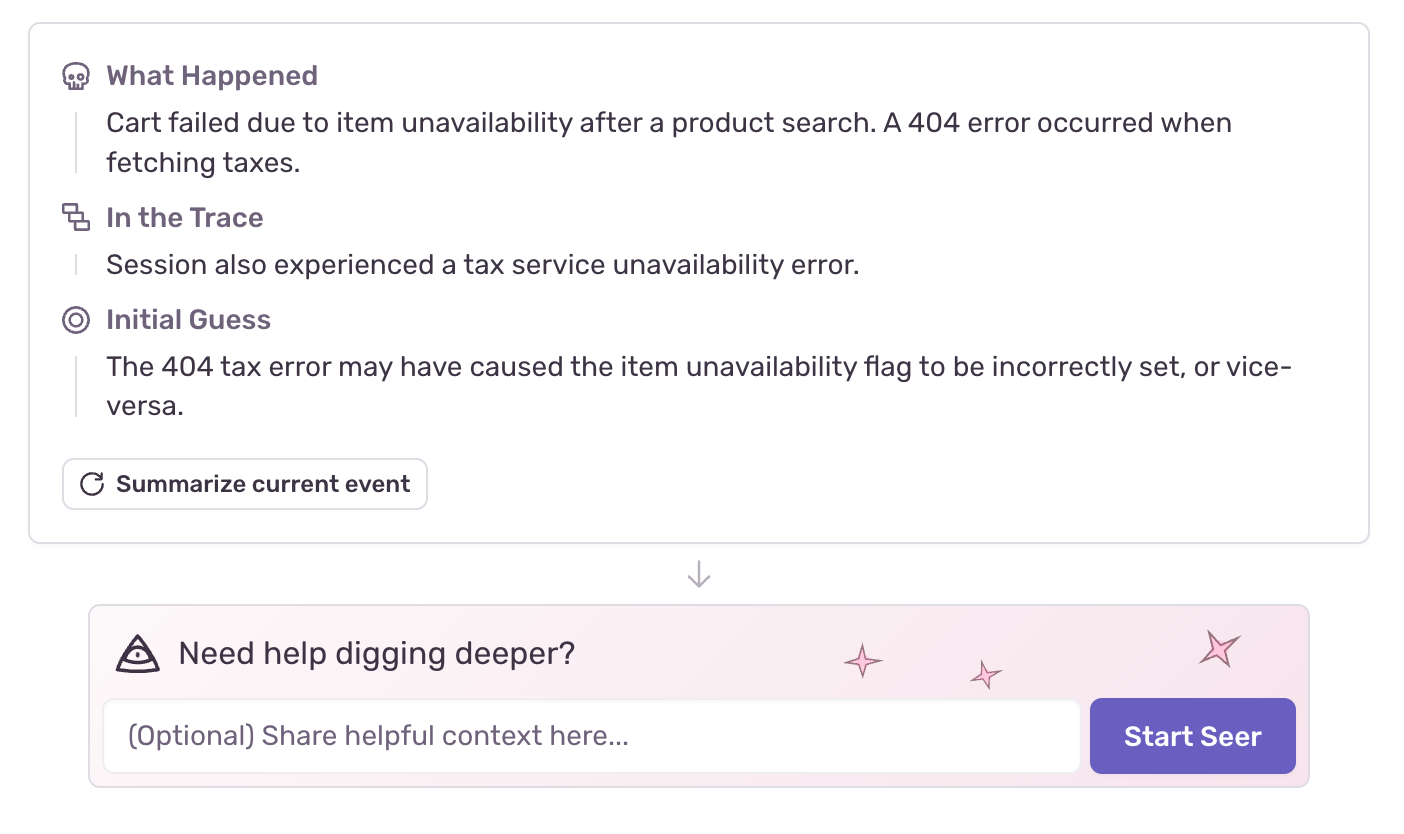 What Happened
Cart failed due to item unavailability after a product search. A 404 error occurred when
fetching taxes.
In the Trace
Session also experienced a tax service unavailability error.
Initial Guess
The 404 tax error may have caused the item unavailability flag to be incorrectly set, or vice-
versa.
Summarize current event
Need help digging deeper?
(Optional) Share helpful context here...
Start Seer